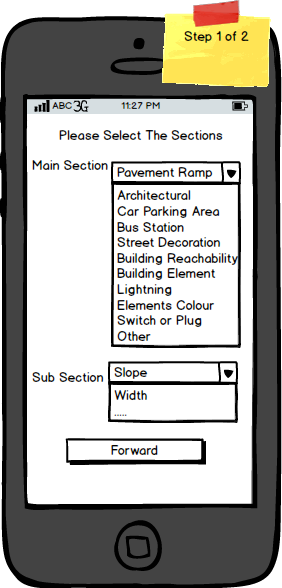 Step 1 of 2
ABC 3G 11:27 PM
Please Select The Sections
Main Section Pavement Ramp
Architectural
Car Parking Area
Bus Station
Street Decoration
Building Reachability
Building Element
Lightning
Elements Colour
Switch or Plug
Other
Sub Section Slope
Width
.....
Forward